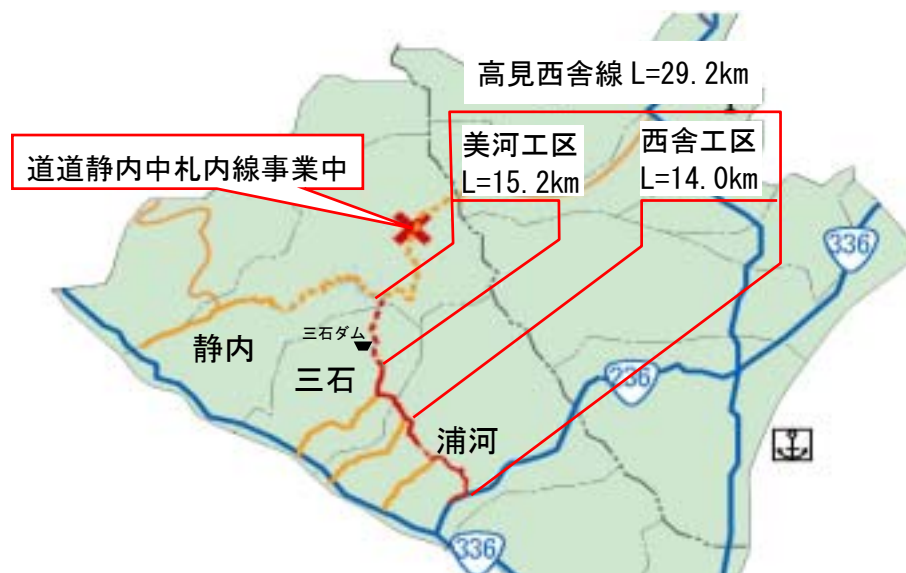 高見西舎線 L=29.2km
美河工区
L=15.2km
西舎工区
L=14.0km
道道静内中札内線事業中
336
三石ダム
静内
三石
236
浦河
336